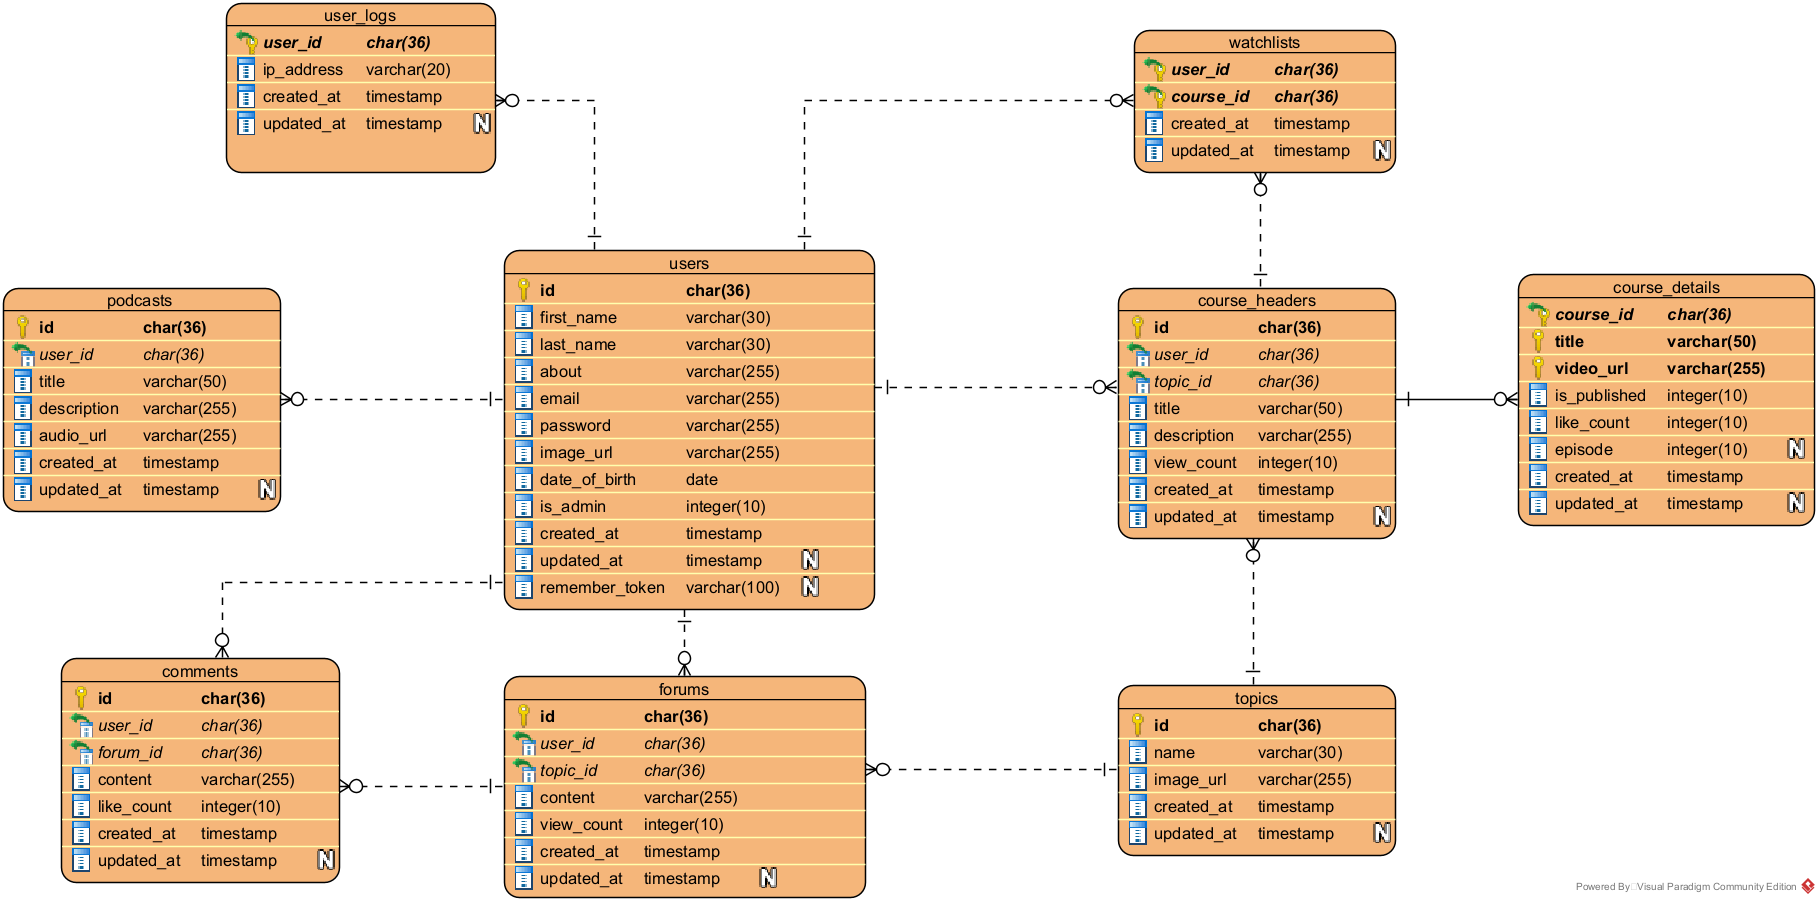 user_logs
user_id char(36)
ip_address varchar(20)
created_at timestamp
updated_at timestamp N
watchlists
user_id char(36)
course_id char(36)
created_at timestamp
updated_at timestamp N
users
id char(36)
first_name varchar(30)
last_name varchar(30)
about varchar(255)
email varchar(255)
password varchar(255)
image_url varchar(255)
date_of_birth date
is_admin integer(10)
created_at timestamp
updated_at timestamp N
remember_token varchar(100) N
podcasts
id char(36)
user_id char(36)
title varchar(50)
description varchar(255)
audio_url varchar(255)
created_at timestamp
updated_at timestamp N
course_headers
id char(36)
user_id char(36)
topic_id char(36)
title varchar(50)
description varchar(255)
view_count integer(10)
created_at timestamp
updated_at timestamp N
course_details
course_id char(36)
title varchar(50)
video_url varchar(255)
is_published integer(10)
like_count integer(10)
episode integer(10) N
created_at timestamp
updated_at timestamp N
comments
id char(36)
user_id char(36)
forum_id char(36)
content varchar(255)
like_count integer(10)
created_at timestamp
updated_at timestamp N
forums
id char(36)
user_id char(36)
topic_id char(36)
content varchar(255)
view_count integer(10)
created_at timestamp
updated_at timestamp N
topics
id char(36)
name varchar(30)
image_url varchar(255)
created_at timestamp
updated_at timestamp N
Powered By Visual Paradigm Community Edition